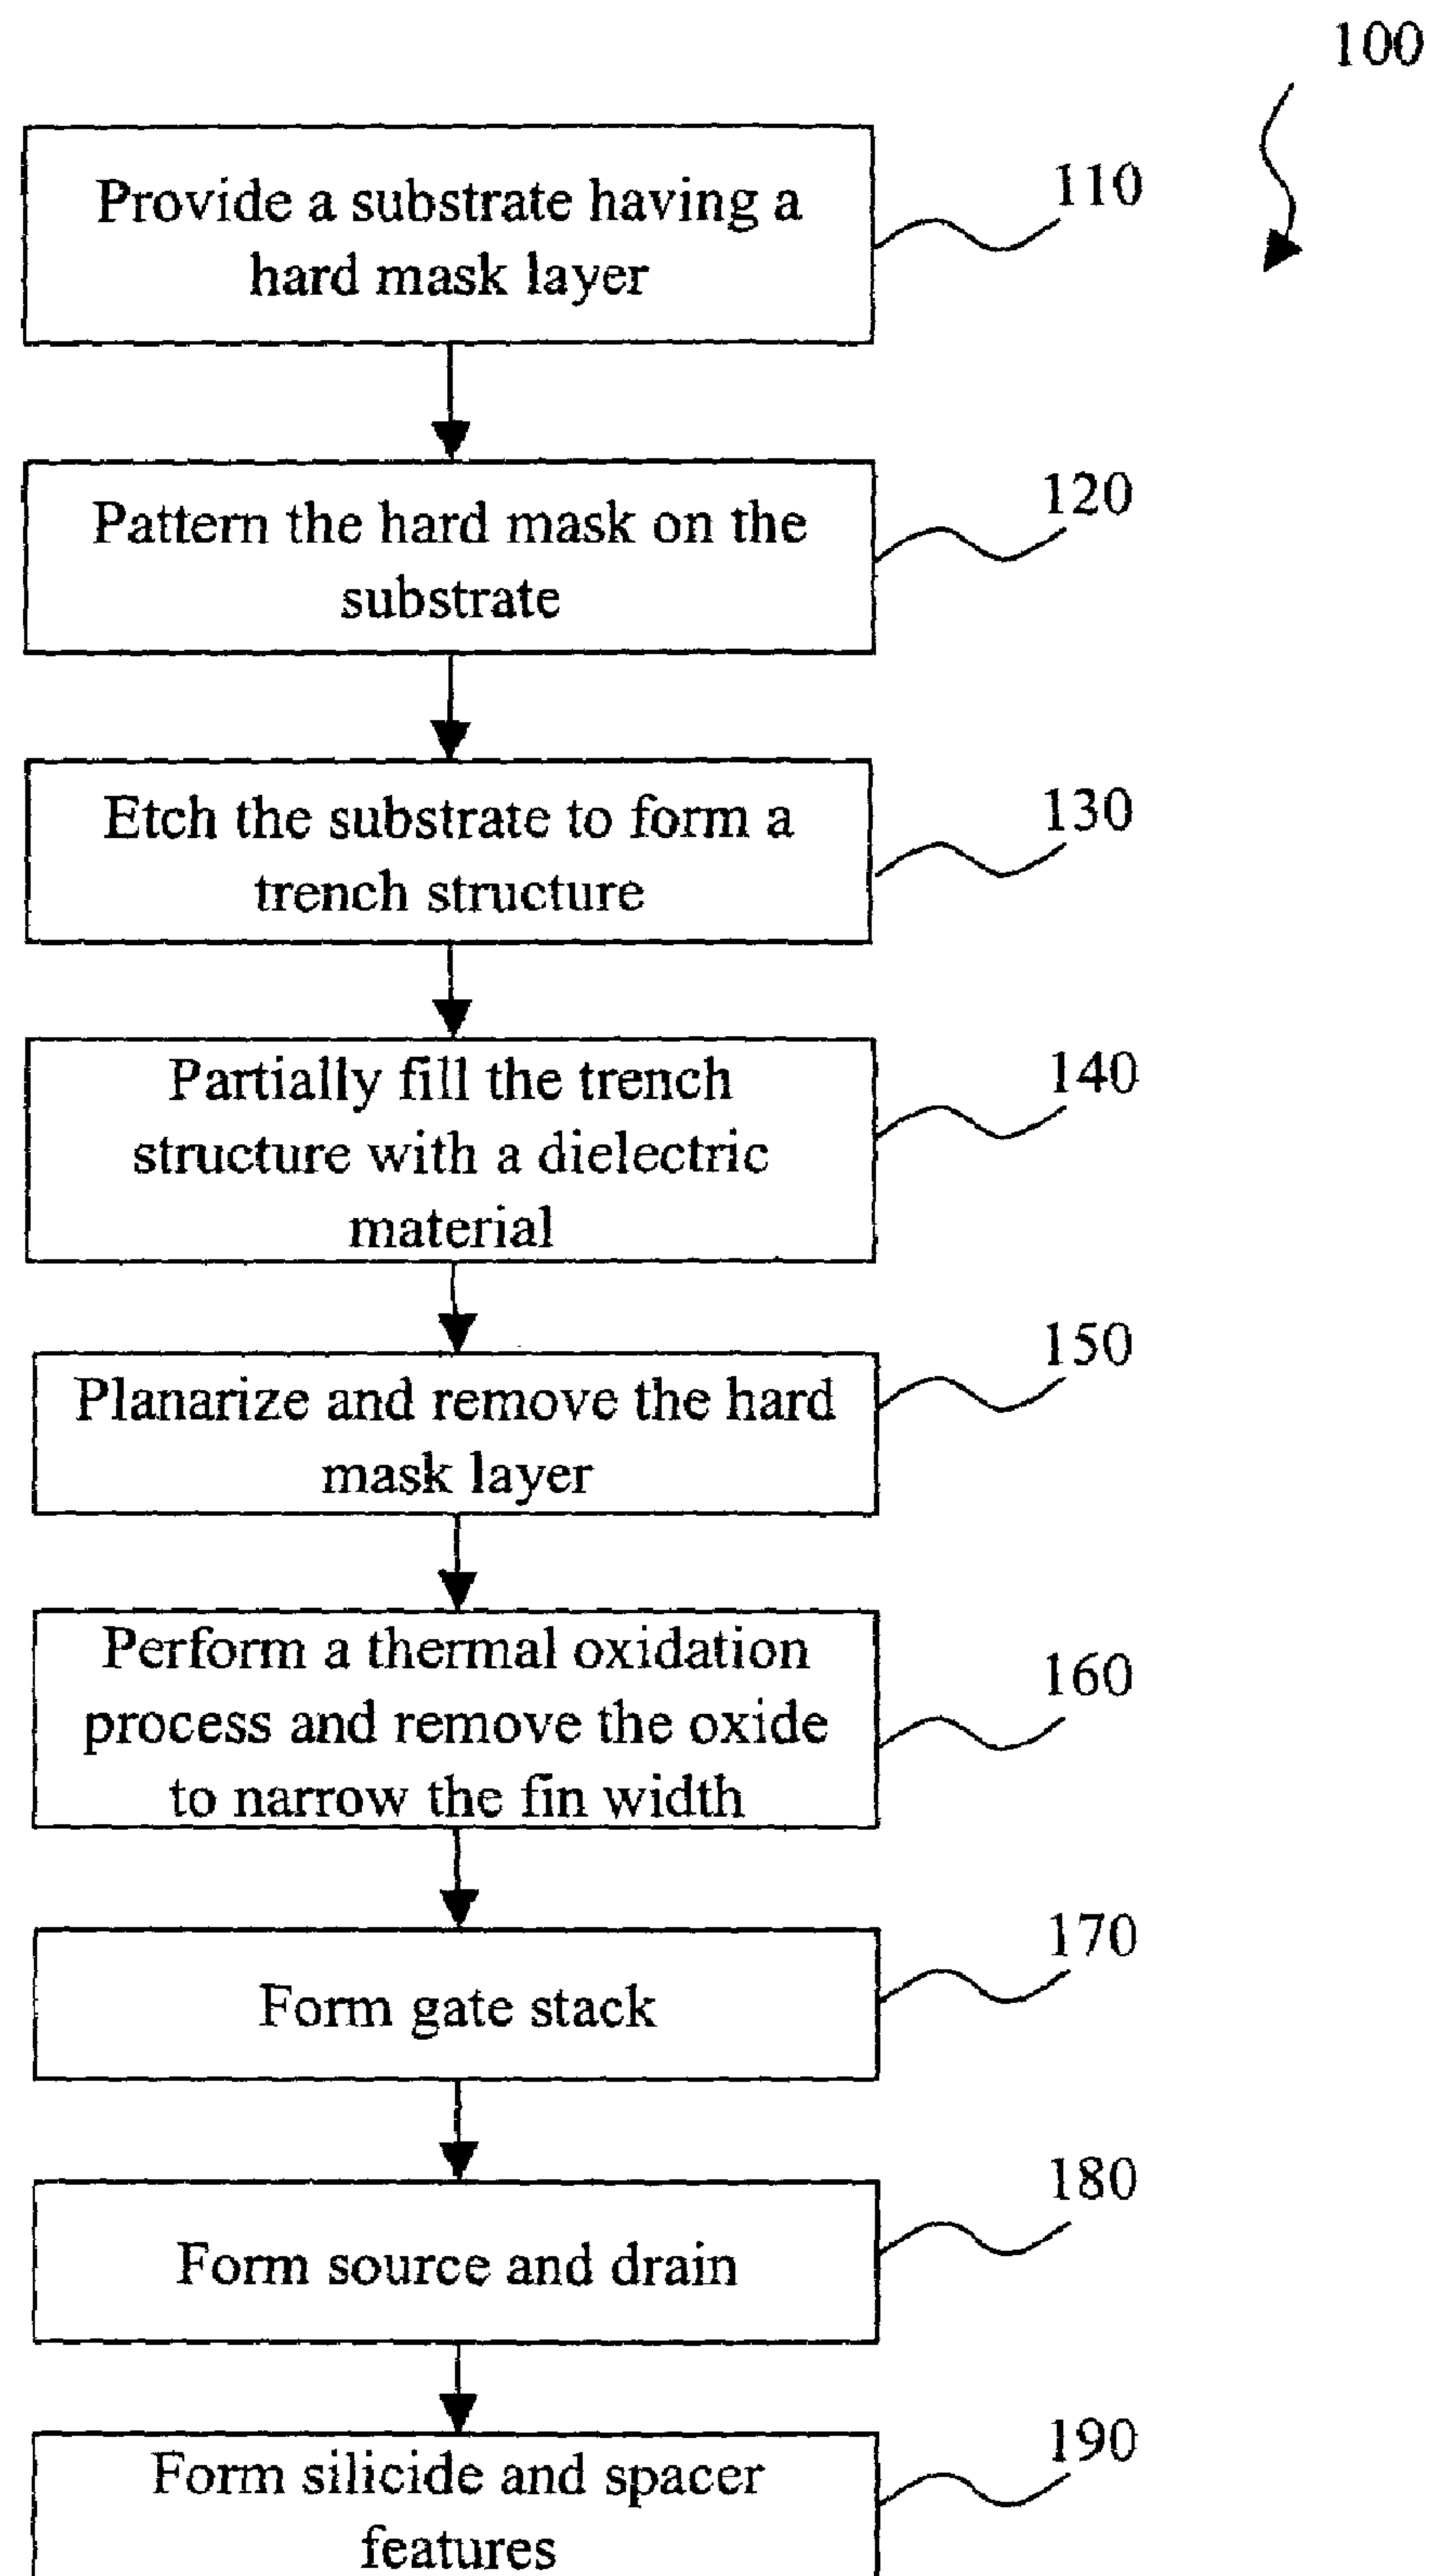 100
Provide a substrate having a
hard mask layer
110
Pattern the hard mask on the
substrate
120
Etch the substrate to form a
trench structure
130
Partially fill the trench
structure with a dielectric
material
140
Planarize and remove the hard
mask layer
150
Perform a thermal oxidation
process and remove the oxide
to narrow the fin width
160
Form gate stack
170
Form source and drain
180
Form silicide and spacer
features
190